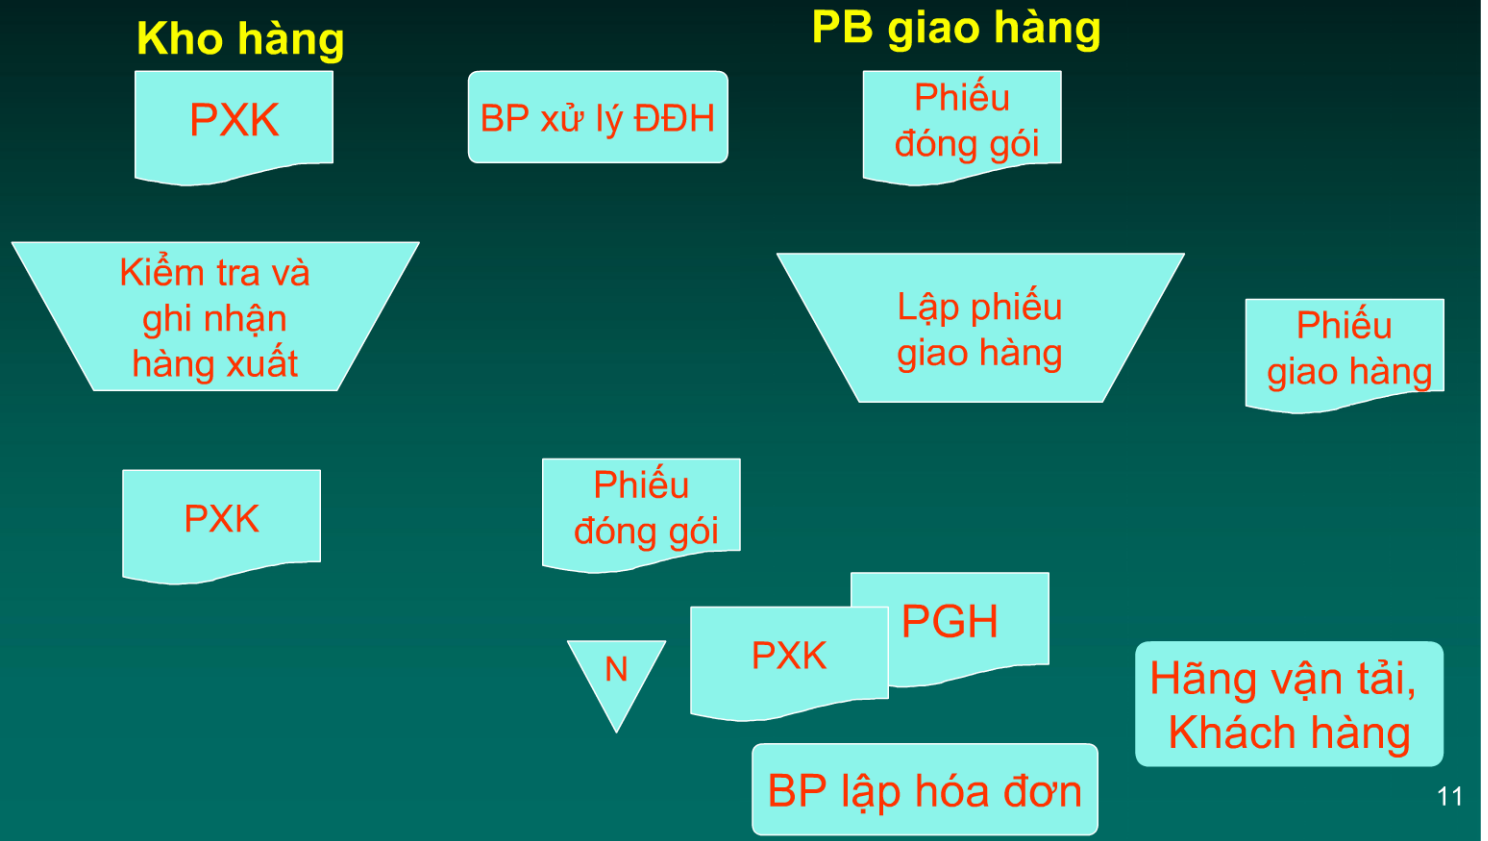 Kho hàng
PB giao hàng
PXK
BP xử lý ĐĐH
Phiếu
đóng gói
Kiểm tra và
ghi nhận
hàng xuất
Lập phiếu
giao hàng
Phiếu
giao hàng
PXK
Phiếu
đóng gói
N
PXK
PGH
Hãng vận tải,
Khách hàng
BP lập hóa đơn
11